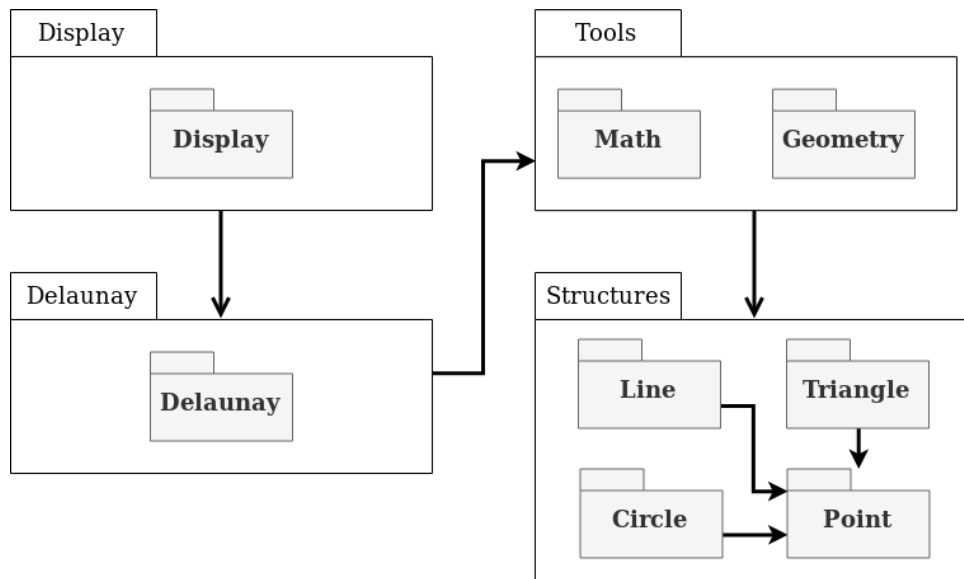 Display
Display
Delaunay
Delaunay
Tools
Math
Geometry
Structures
Line
Triangle
Circle
Point